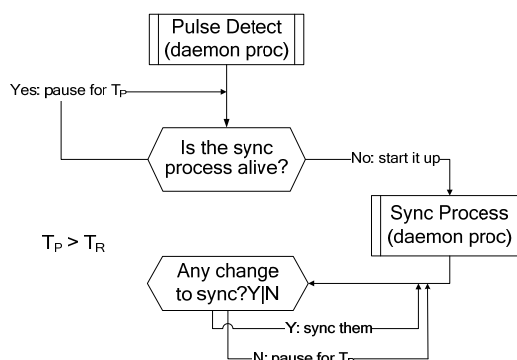 Pulse Detect
(daemon proc)
Yes: pause for TP
Is the sync
process alive?
No: start it up
Sync Process
(daemon proc)
TP > TR
Any change
to sync?Y|N
Y: sync them
N: pause for TR